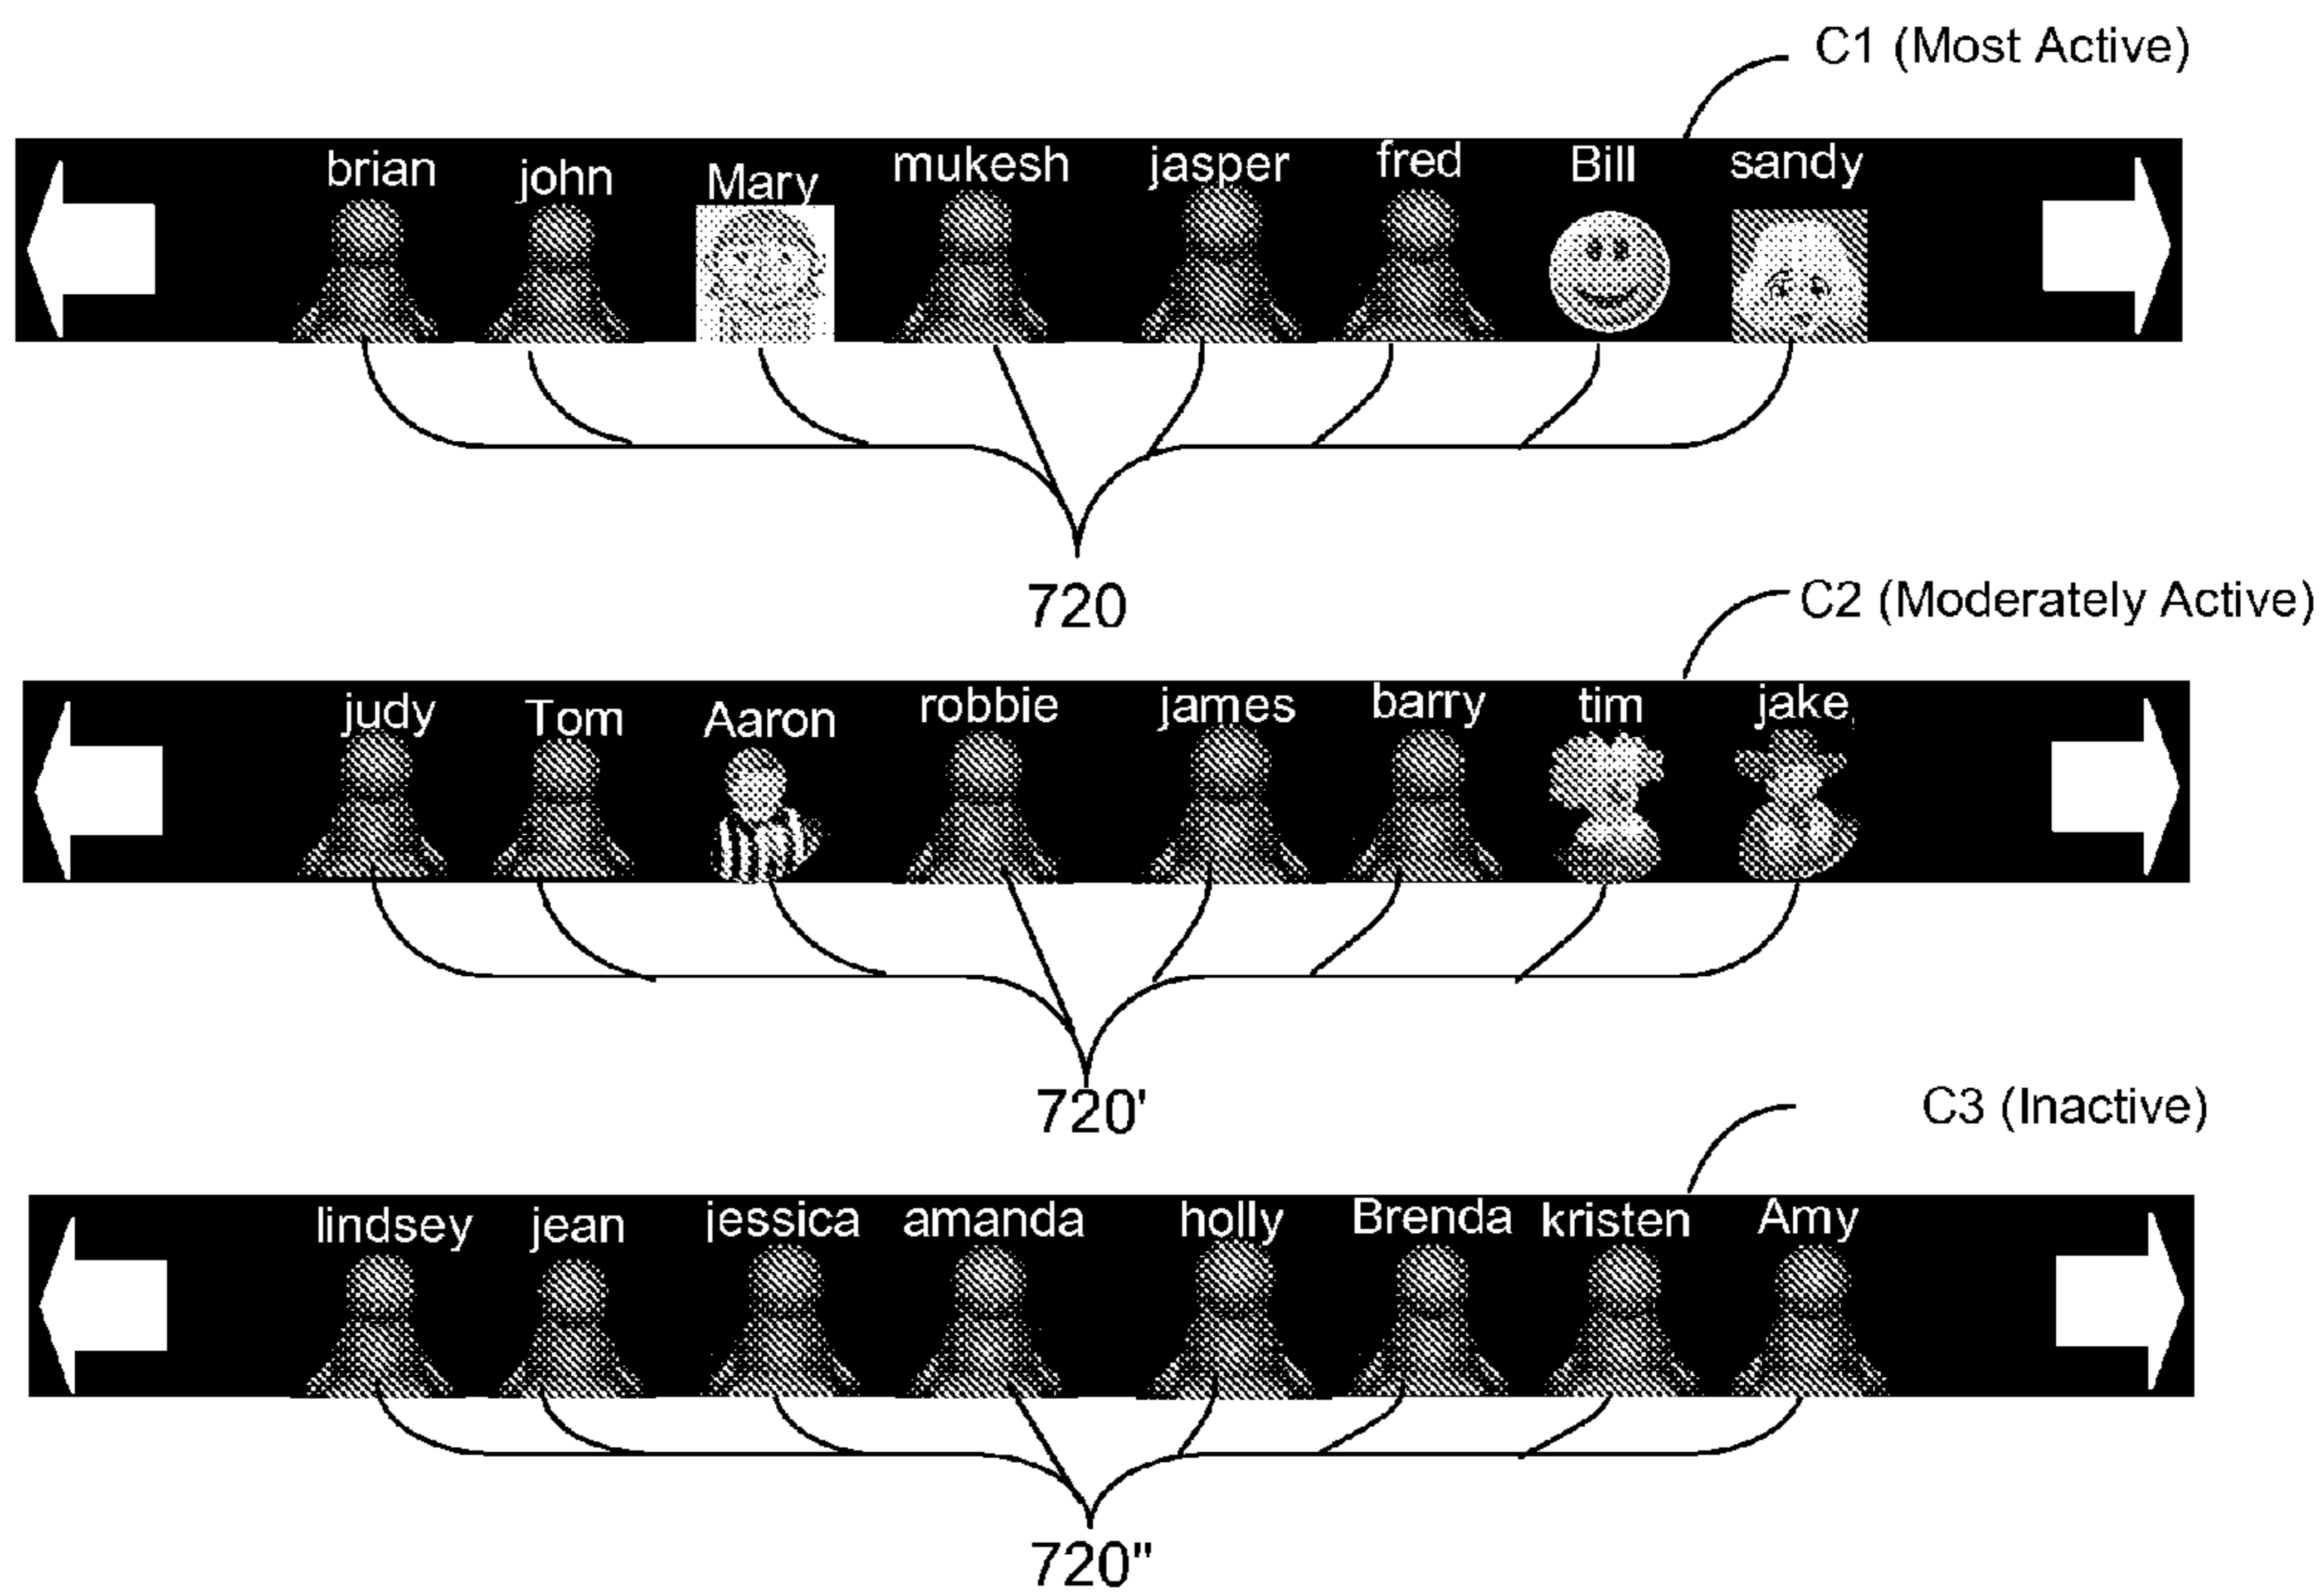 C1 (Most Active)
brian john Mary mukesh jasper fred Bill sandy
720
C2 (Moderately Active)
judy Tom Aaron robbie james barry tim jake
720'
C3 (Inactive)
lindsey jean jessica amanda holly Brenda kristen Amy
720"